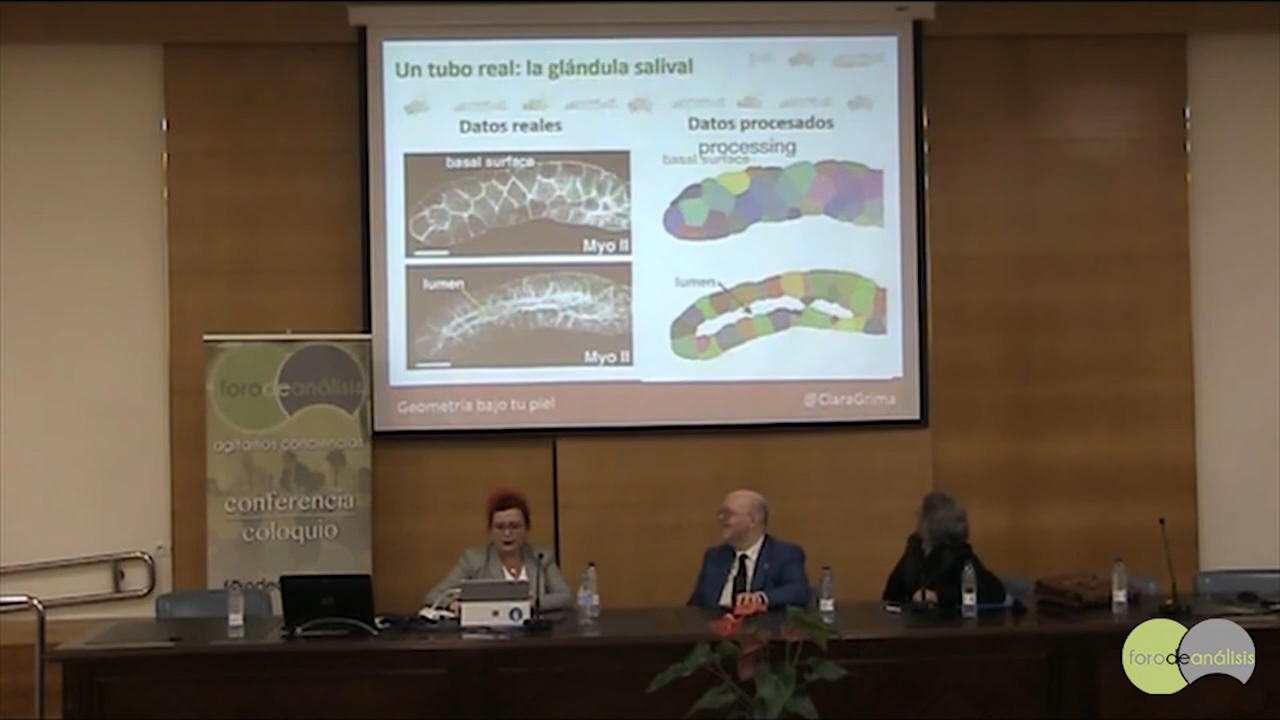 Un tubo real: la glándula salival
Datos reales
Datos procesados
processing
basal surface
basal surface
Myo II
lumen
lumen
Myo II
Geometría bajo tu piel
@ClaraGrima
forodeanálisis
agitamos conciencias
conferencia
coloquio
forodeanálisis